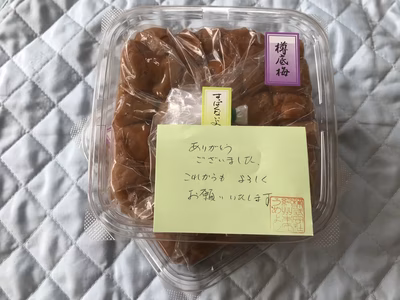 樽底梅
ありがとう
ございました
これからも よろしく
お願いいたします